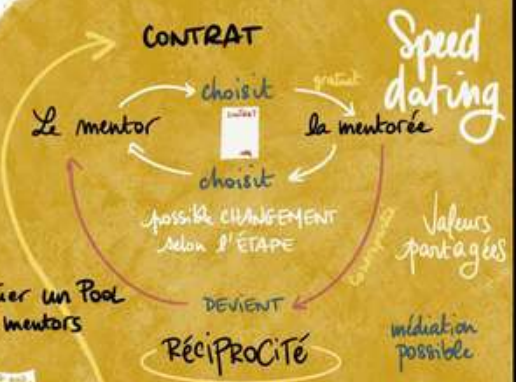 CONTRAT
Speed
dating
choisit
gratuit
Le mentor
CONTRAT
la mentorée
choisit
possible CHANGEMENT
selon l'ÉTAPE
Valeurs
partagées
un Pool
mentors
DEVIENT
RÉCIPROCITÉ
médiation
possible